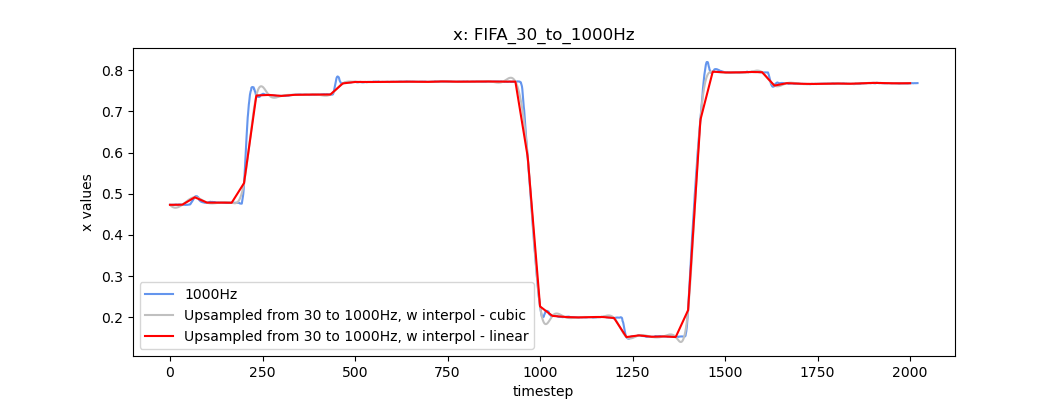 x: FIFA_30_to_1000Hz
x values
0.8
0.7
0.6
0.5
0.4
0.3
0.2
1000Hz
Upsampled from 30 to 1000Hz, w interpol - cubic
Upsampled from 30 to 1000Hz, w interpol - linear
0 250 500 750 1000 1250 1500 1750 2000
timestep